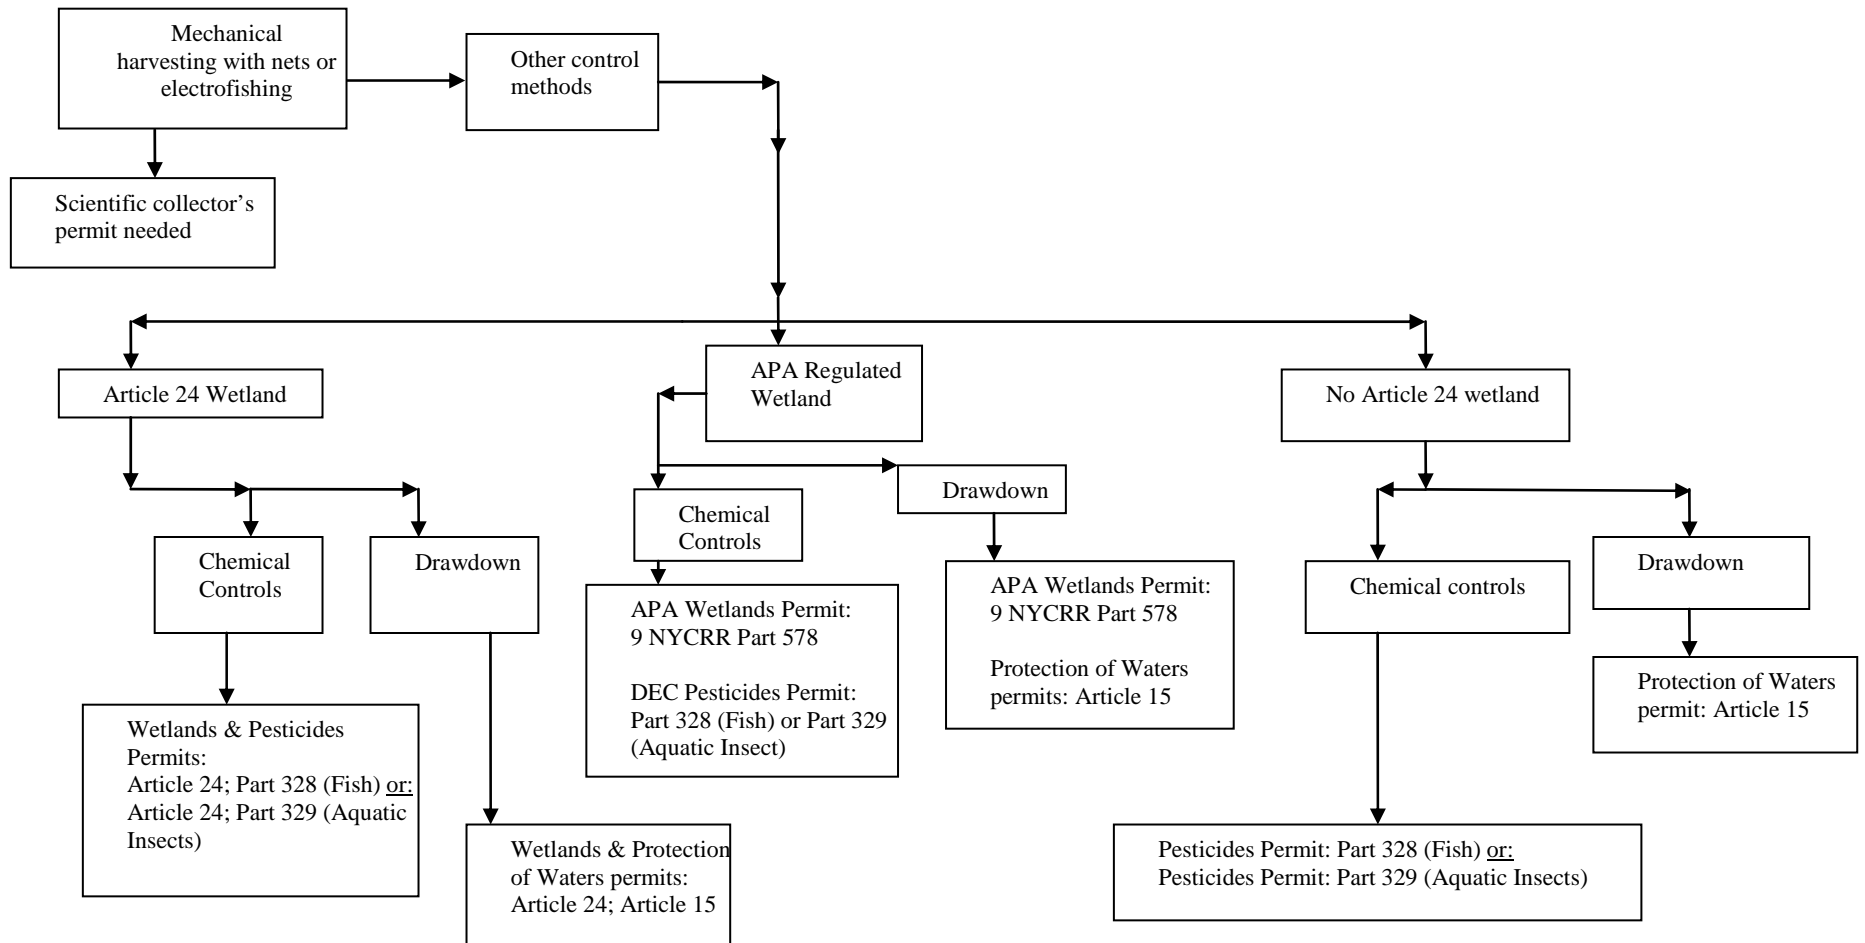 Mechanical
harvesting with nets or
electrofishing
Other control
methods
Scientific collector’s
permit needed
Article 24 Wetland
APA Regulated
Wetland
No Article 24 wetland
Chemical
Controls
Drawdown
Chemical
Controls
Drawdown
Chemical controls
Drawdown
Wetlands & Pesticides
Permits:
Article 24; Part 328 (Fish) or:
Article 24; Part 329 (Aquatic
Insects)
Wetlands & Protection
of Waters permits:
Article 24; Article 15
APA Wetlands Permit:
9 NYCRR Part 578
DEC Pesticides Permit:
Part 328 (Fish) or Part 329
(Aquatic Insect)
APA Wetlands Permit:
9 NYCRR Part 578
Protection of Waters
permits: Article 15
Pesticides Permit: Part 328 (Fish) or:
Pesticides Permit: Part 329 (Aquatic Insects)
Protection of Waters
permit: Article 15